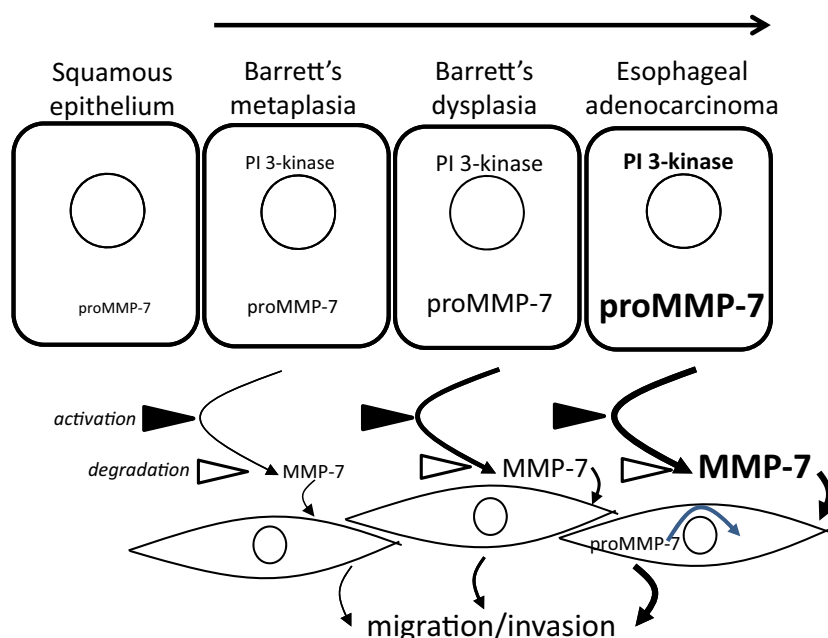 Squamous
epithelium
Barrett’s
metaplasia
Barrett’s
dysplasia
Esophageal
adenocarcinoma
PI 3-kinase
PI 3-kinase
PI 3-kinase
proMMP-7
proMMP-7
proMMP-7
proMMP-7
activation
degradation
MMP-7
MMP-7
MMP-7
proMMP-7
migration/invasion